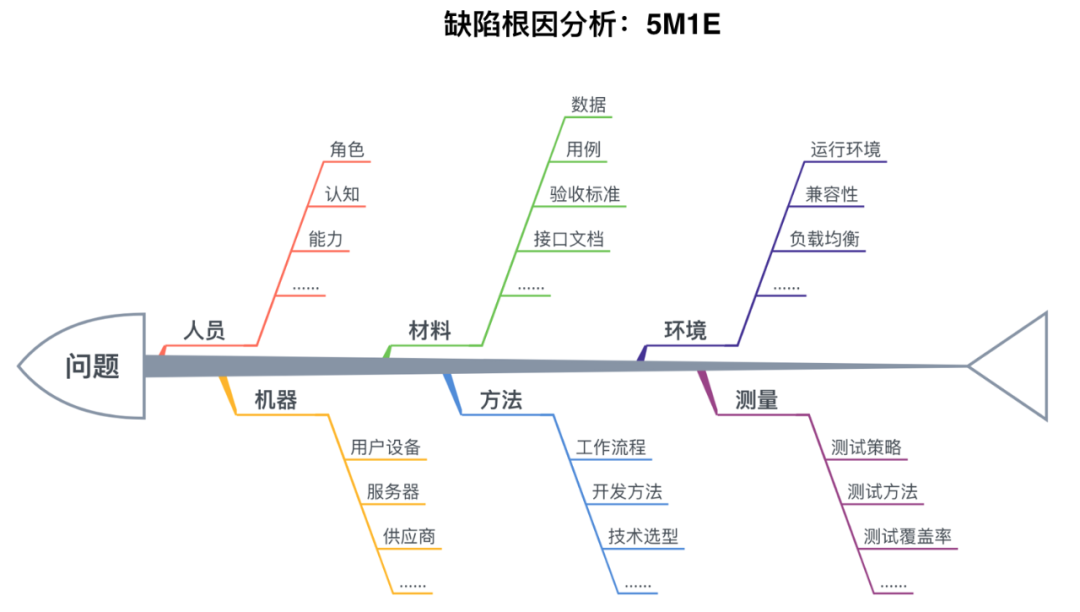 缺陷根因分析：5M1E
问题
人员
角色
认知
能力
......
材料
数据
用例
验收标准
接口文档
......
环境
运行环境
兼容性
负载均衡
......
机器
用户设备
服务器
供应商
......
方法
工作流程
开发方法
技术选型
......
测量
测试策略
测试方法
测试覆盖率
......